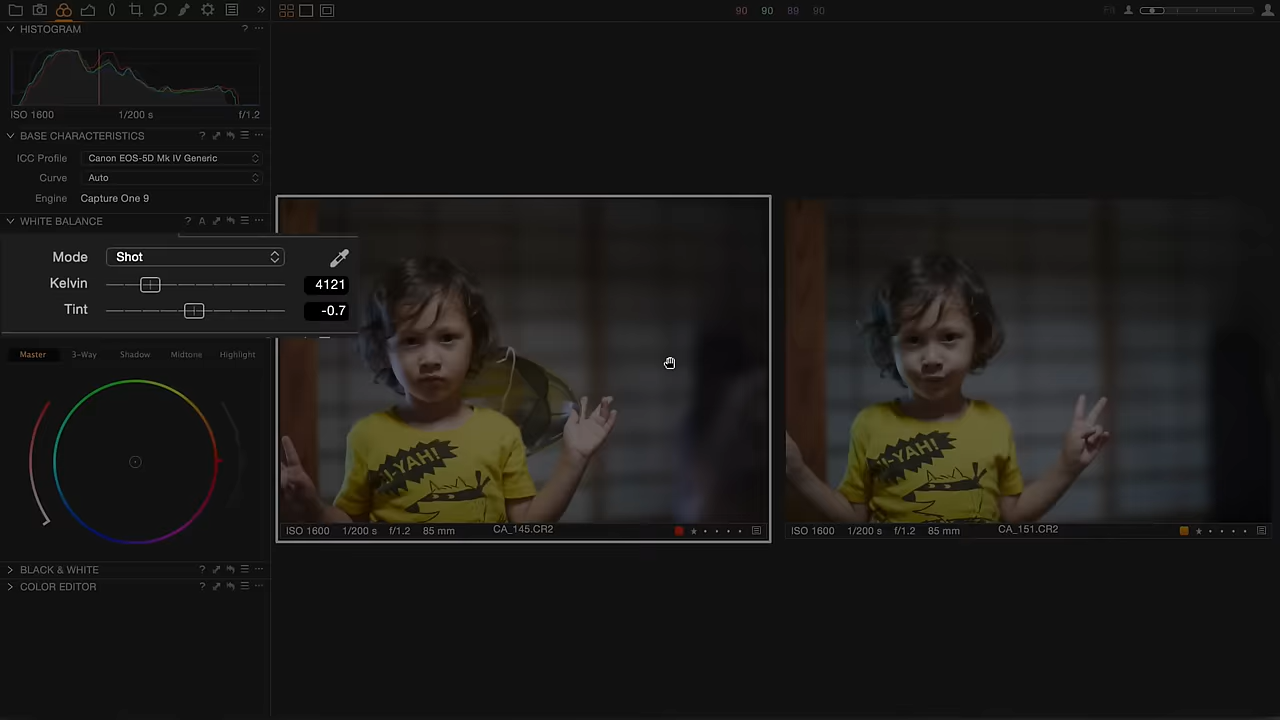 90 90 89 90
HISTOGRAM ?
ISO 1600 1/200 s f/1.2
BASE CHARACTERISTICS ?
ICC Profile Canon EOS-5D Mk IV Generic
Curve Auto
Engine Capture One 9
WHITE BALANCE ? A
Mode Shot
Kelvin 4121
Tint -0.7
Master 3-Way Shadow Midtone Highlight
BLACK & WHITE ?
COLOR EDITOR ?
I-YAH!
ISO 1600 1/200 s f/1.2 85 mm CA_145.CR2
I-YAH!
ISO 1600 1/200 s f/1.2 85 mm CA_151.CR2